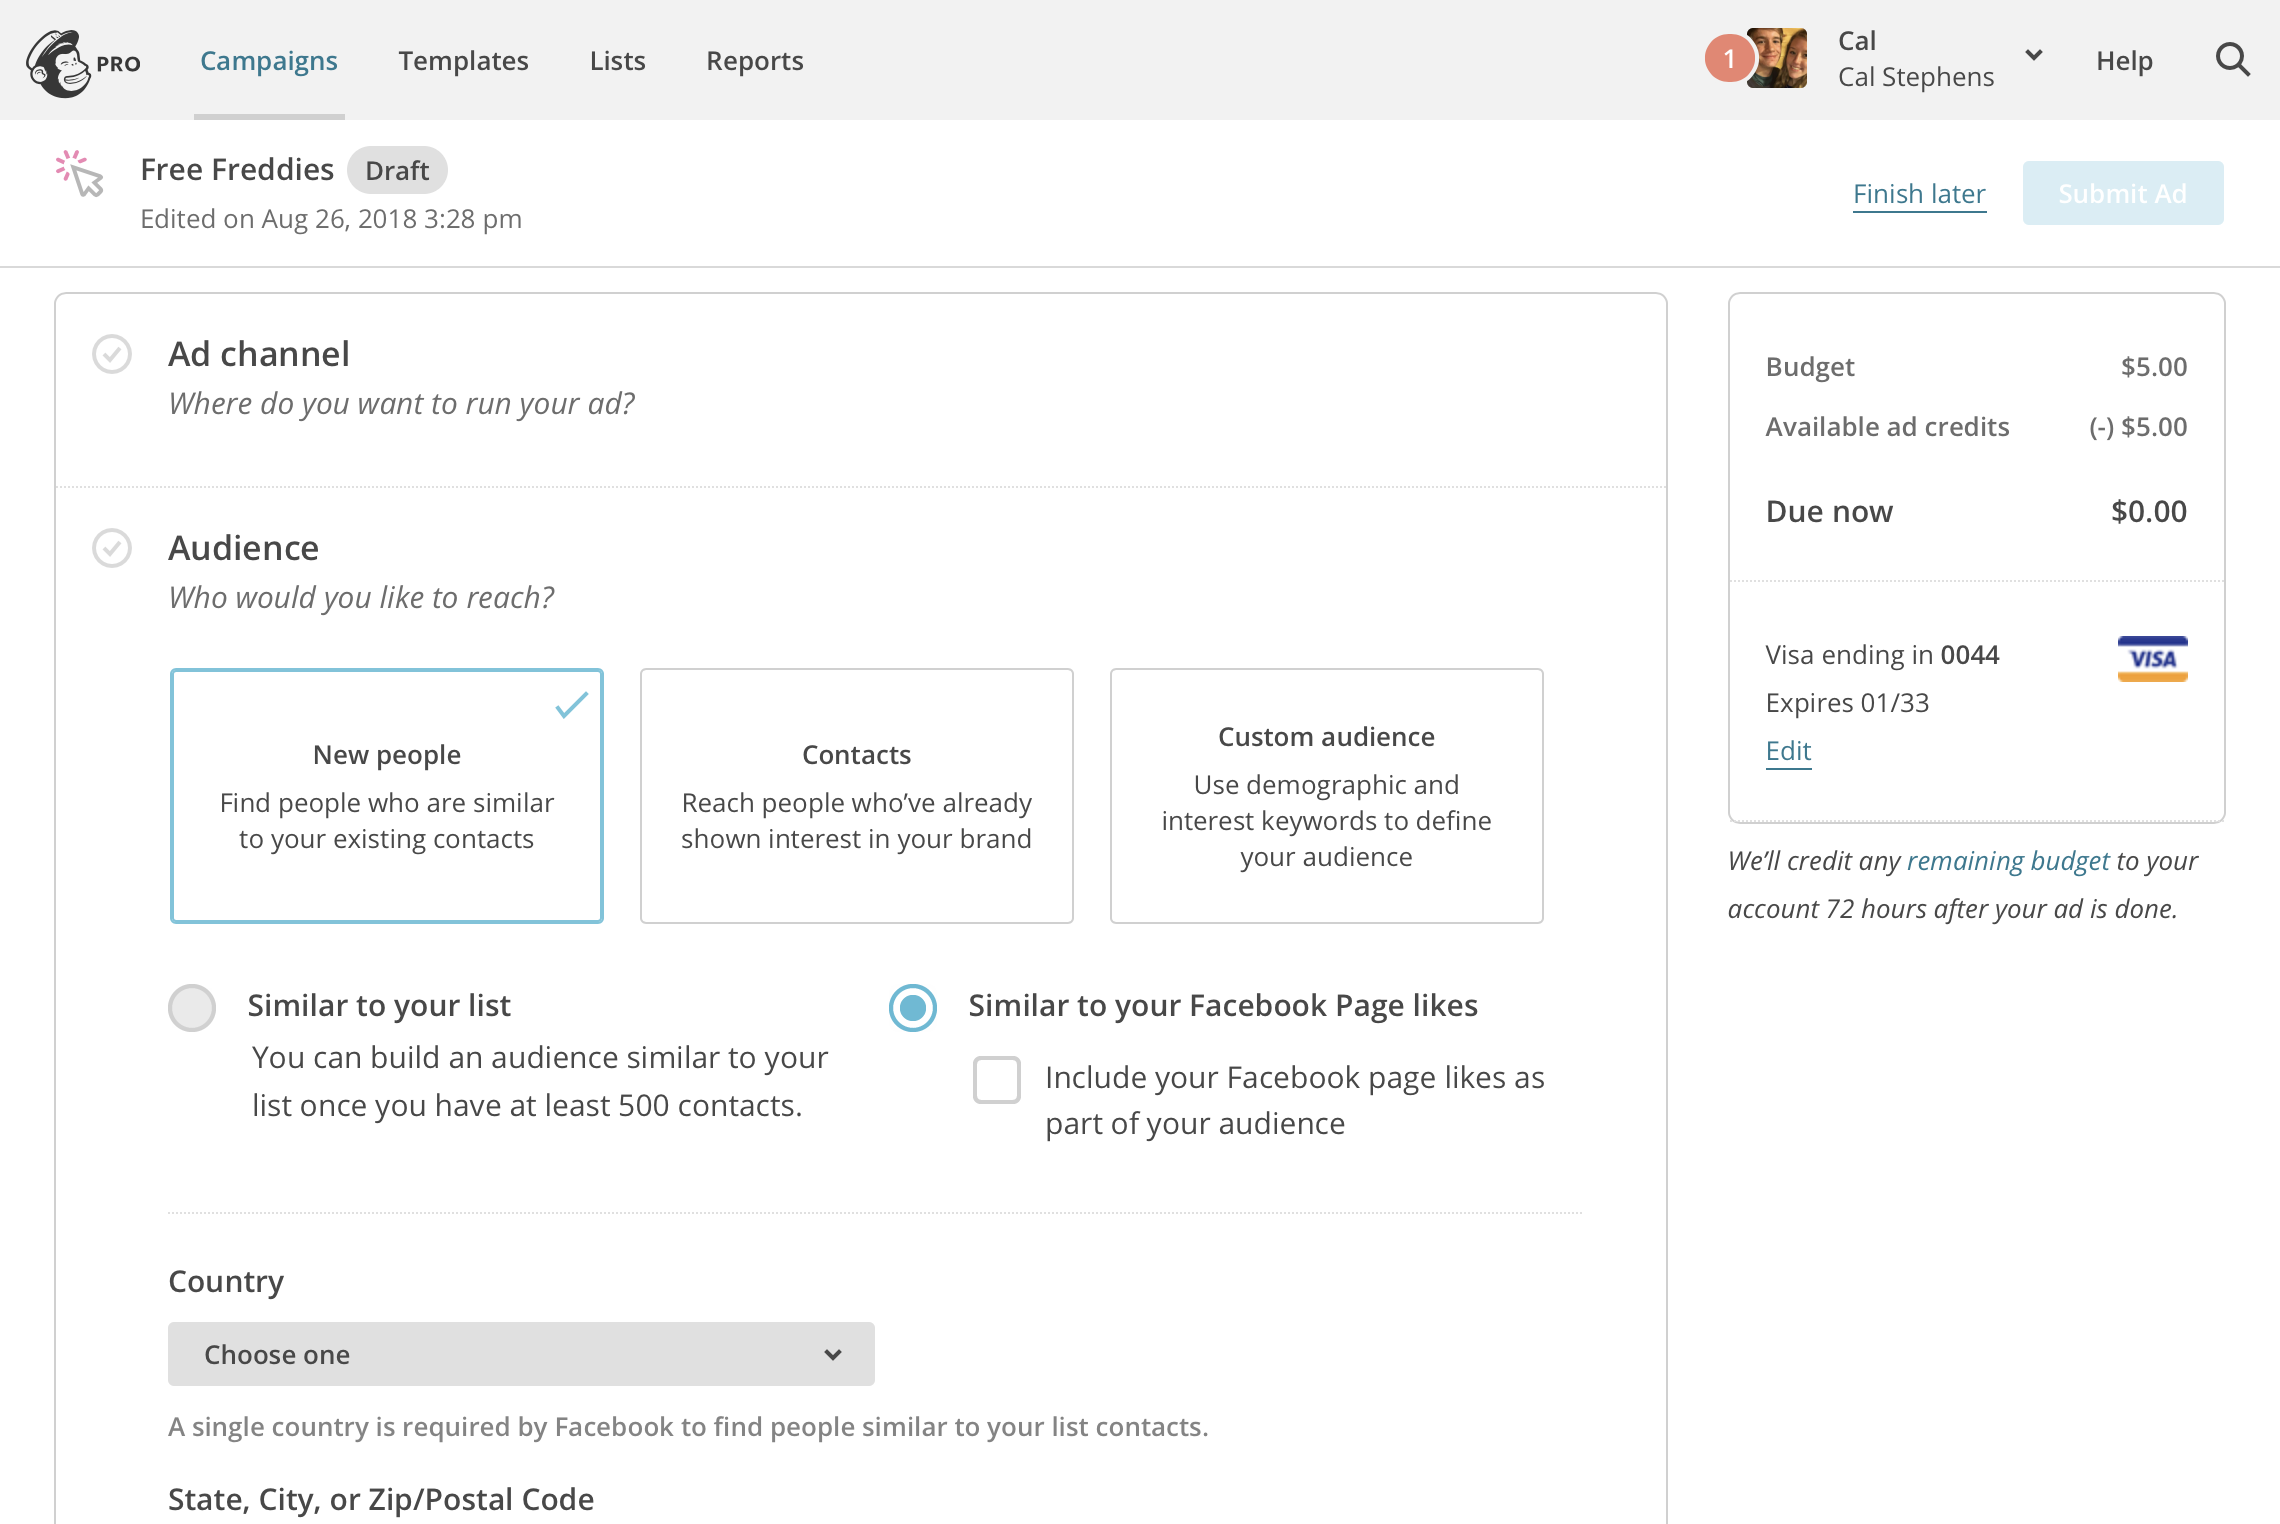 PRO
Campaigns
Templates
Lists
Reports
1
Cal
Cal Stephens
Help
Free Freddies
Draft
Edited on Aug 26, 2018 3:28 pm
Finish later
Submit Ad
Ad channel
Where do you want to run your ad?
Audience
Who would you like to reach?
New people
Find people who are similar
to your existing contacts
Contacts
Reach people who’ve already
shown interest in your brand
Custom audience
Use demographic and
interest keywords to define
your audience
Similar to your list
You can build an audience similar to your
list once you have at least 500 contacts.
Similar to your Facebook Page likes
Include your Facebook page likes as
part of your audience
Country
Choose one
A single country is required by Facebook to find people similar to your list contacts.
State, City, or Zip/Postal Code
Budget $5.00
Available ad credits (-) $5.00
Due now $0.00
Visa ending in 0044
VISA
Expires 01/33
Edit
We’ll credit any remaining budget to your
account 72 hours after your ad is done.